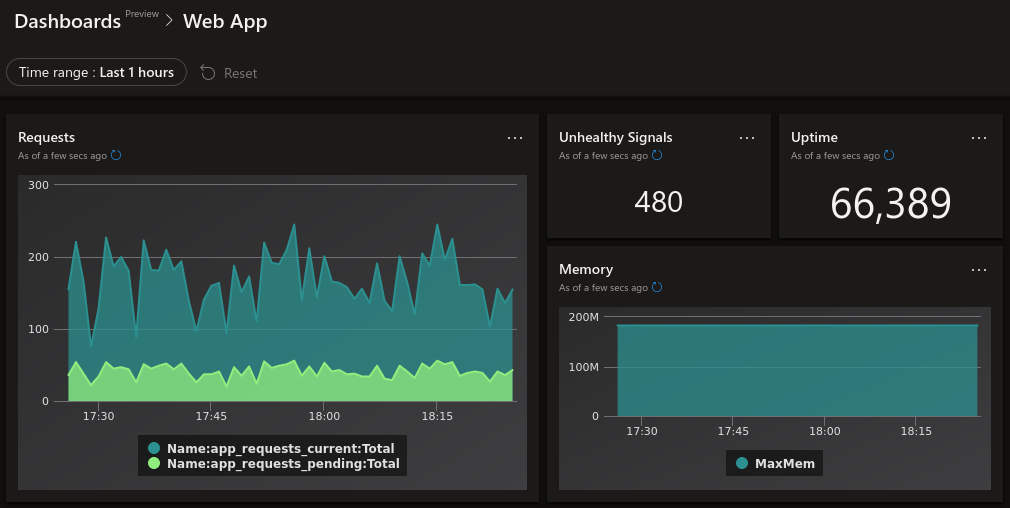 Dashboards Preview > Web App
Time range : Last 1 hours Reset
Requests ...
As of a few secs ago
300
200
100
0
17:30 17:45 18:00 18:15
Name:app_requests_current:Total
Name:app_requests_pending:Total
Unhealthy Signals ...
As of a few secs ago
480
Uptime ...
As of a few secs ago
66,389
Memory ...
As of a few secs ago
200M
100M
0
17:30 17:45 18:00 18:15
MaxMem